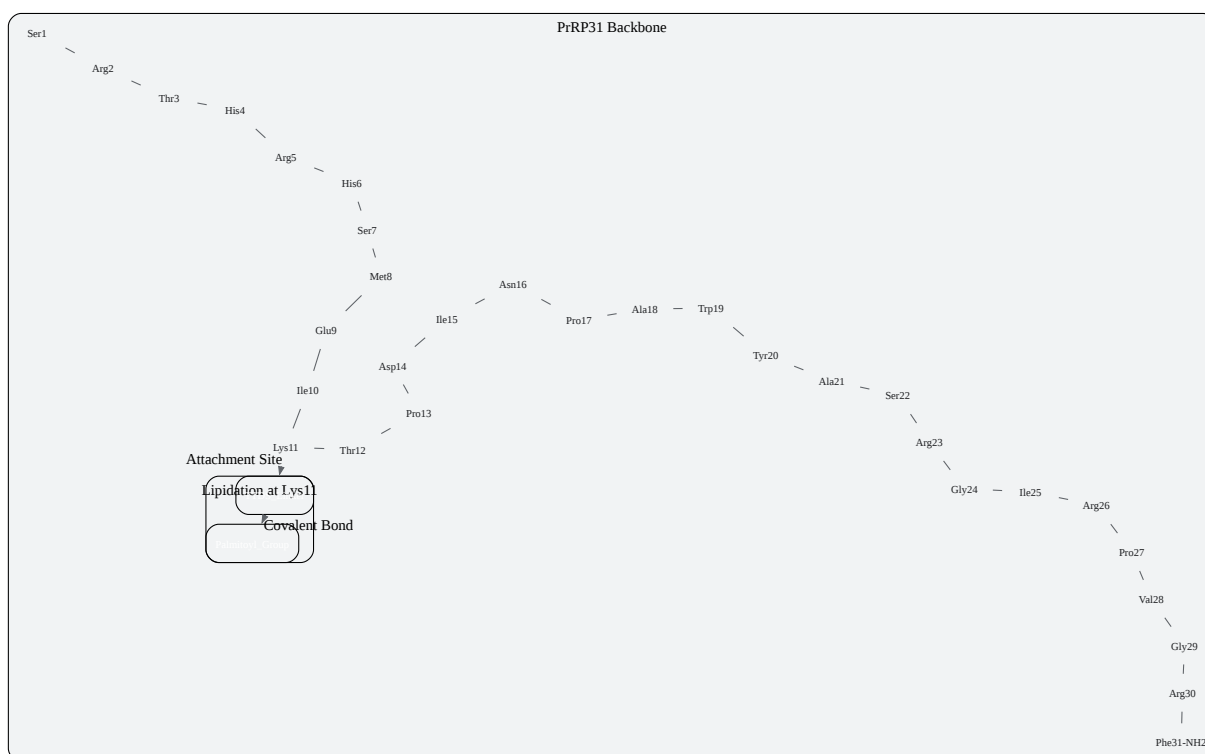 PrRP31 Backbone
Ser1
Arg2
Thr3
His4
Arg5
His6
Ser7
Met8
Glu9
Ile10
Lys11
Thr12
Pro13
Asp14
Ile15
Asn16
Pro17
Ala18
Trp19
Tyr20
Ala21
Ser22
Arg23
Gly24
Ile25
Arg26
Pro27
Val28
Gly29
Arg30
Phe31-NH2
Attachment Site
Lipidation at Lys11
Covalent Bond